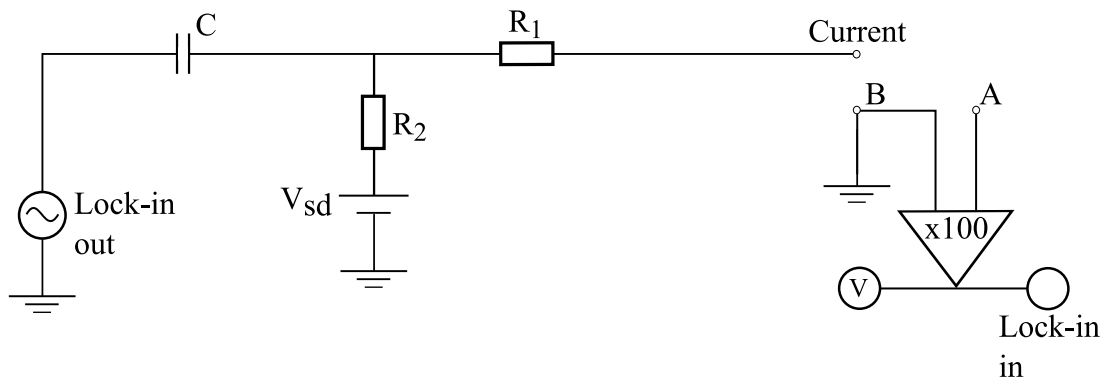 C
R1
Current
B
A
R2
Vsd
Lock-in
out
x100
V
Lock-in
in